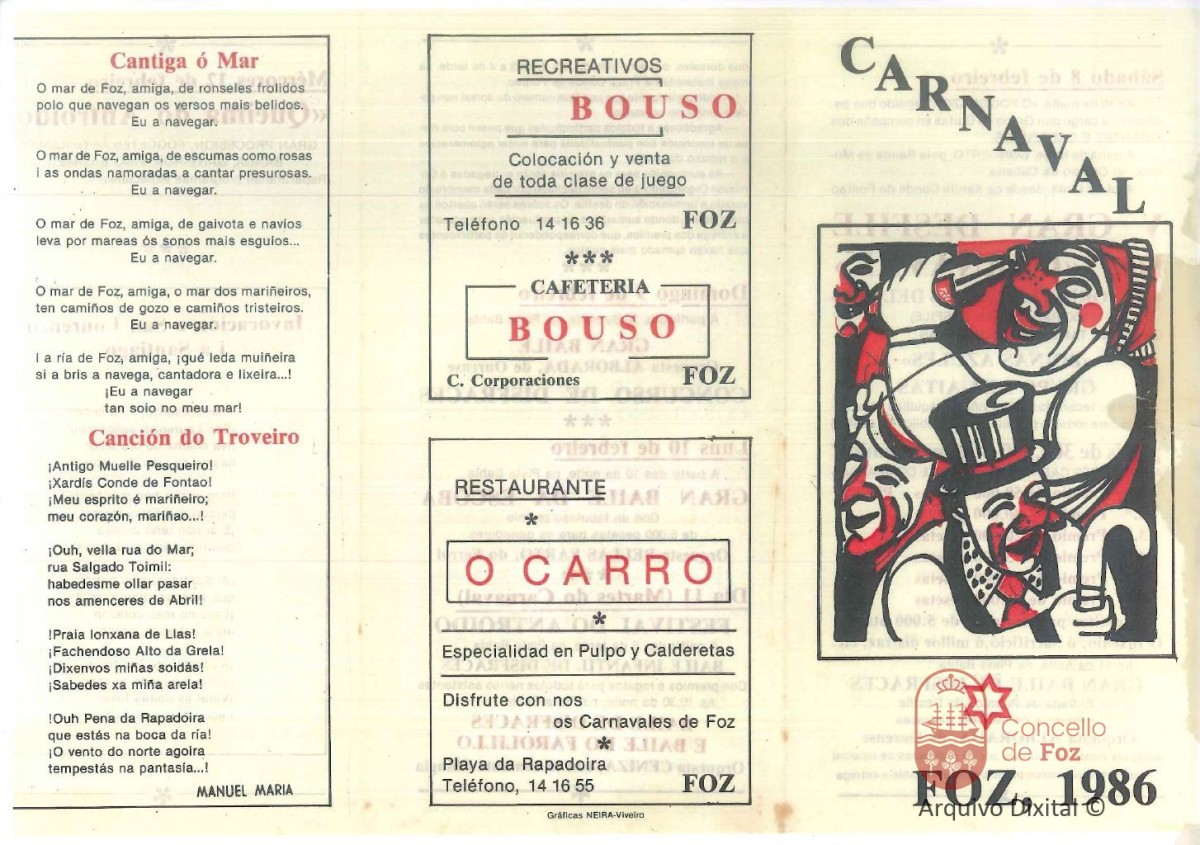 Cantiga ó Mar
O mar de Foz, amiga, de ronseles frolidos
polo que navegan os versos mais belidos.
Eu a navegar.
O mar de Foz, amiga, de escumas como rosas
i as ondas namoradas a cantar presurosas.
Eu a navegar.
O mar de Foz, amiga, de gaivota e navíos
leva por mareas ós sonos mais esguíos...
Eu a navegar.
O mar de Foz, amiga, o mar dos mariñeiros,
ten camiños de gozo e camiños tristeiros.
Eu a navegar.
I a ría de Foz, amiga, ¡qué leda muiñeira
si a bris a navega, cantadora e lixeira...!
¡Eu a navegar
tan soio no meu mar!
Canción do Troveiro
¡Antigo Muelle Pesqueiro!
¡Xardís Conde de Fontao!
¡Meu esprito é mariñeiro;
meu corazón, mariñao...!
¡Ouh, vella rua do Mar;
rua Salgado Toimil:
habedesme ollar pasar
nos amenceres de Abril!
!Praia lonxana de Llas!
¡Fachendoso Alto da Grela!
¡Dixenvos miñas soidás!
¡Sabedes xa miña arela!
!Ouh Pena da Rapadoira
que estás na boca da ría!
¡O vento do norte agoira
tempestás na pantasía...!
MANUEL MARIA
RECREATIVOS
BOUSO
Colocación y venta
de toda clase de juego
Teléfono 14 16 36 FOZ
***
CAFETERIA
BOUSO
C. Corporaciones FOZ
RESTAURANTE
*
O CARRO
*
Especialidad en Pulpo y Calderetas
Disfrute con nos
os Carnavales de Foz
*
Playa da Rapadoira
Teléfono, 14 16 55 FOZ
Gráficas NEIRA-Viveiro
CARNAVAL
Concello
de Foz
FOZ, 1986
Arquivo Dixital ©